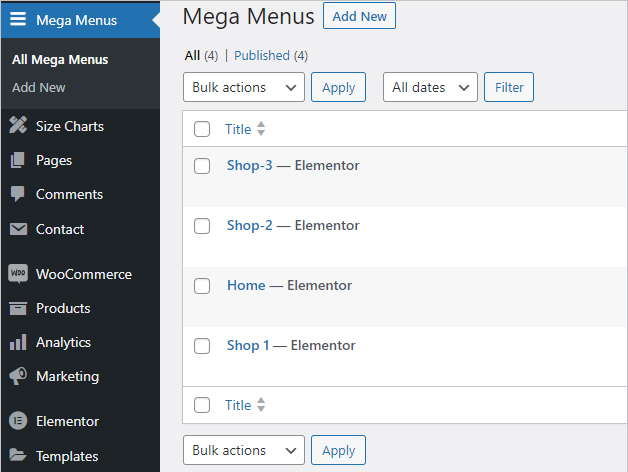 Mega Menus
All Mega Menus
Add New
Size Charts
Pages
Comments
Contact
WOO
WooCommerce
Products
Analytics
Marketing
Elementor
Templates
Mega Menus Add New
All (4) | Published (4)
Bulk actions Apply All dates Filter
Title
Shop-3 — Elementor
Shop-2 — Elementor
Home — Elementor
Shop 1 — Elementor
Title
Bulk actions Apply